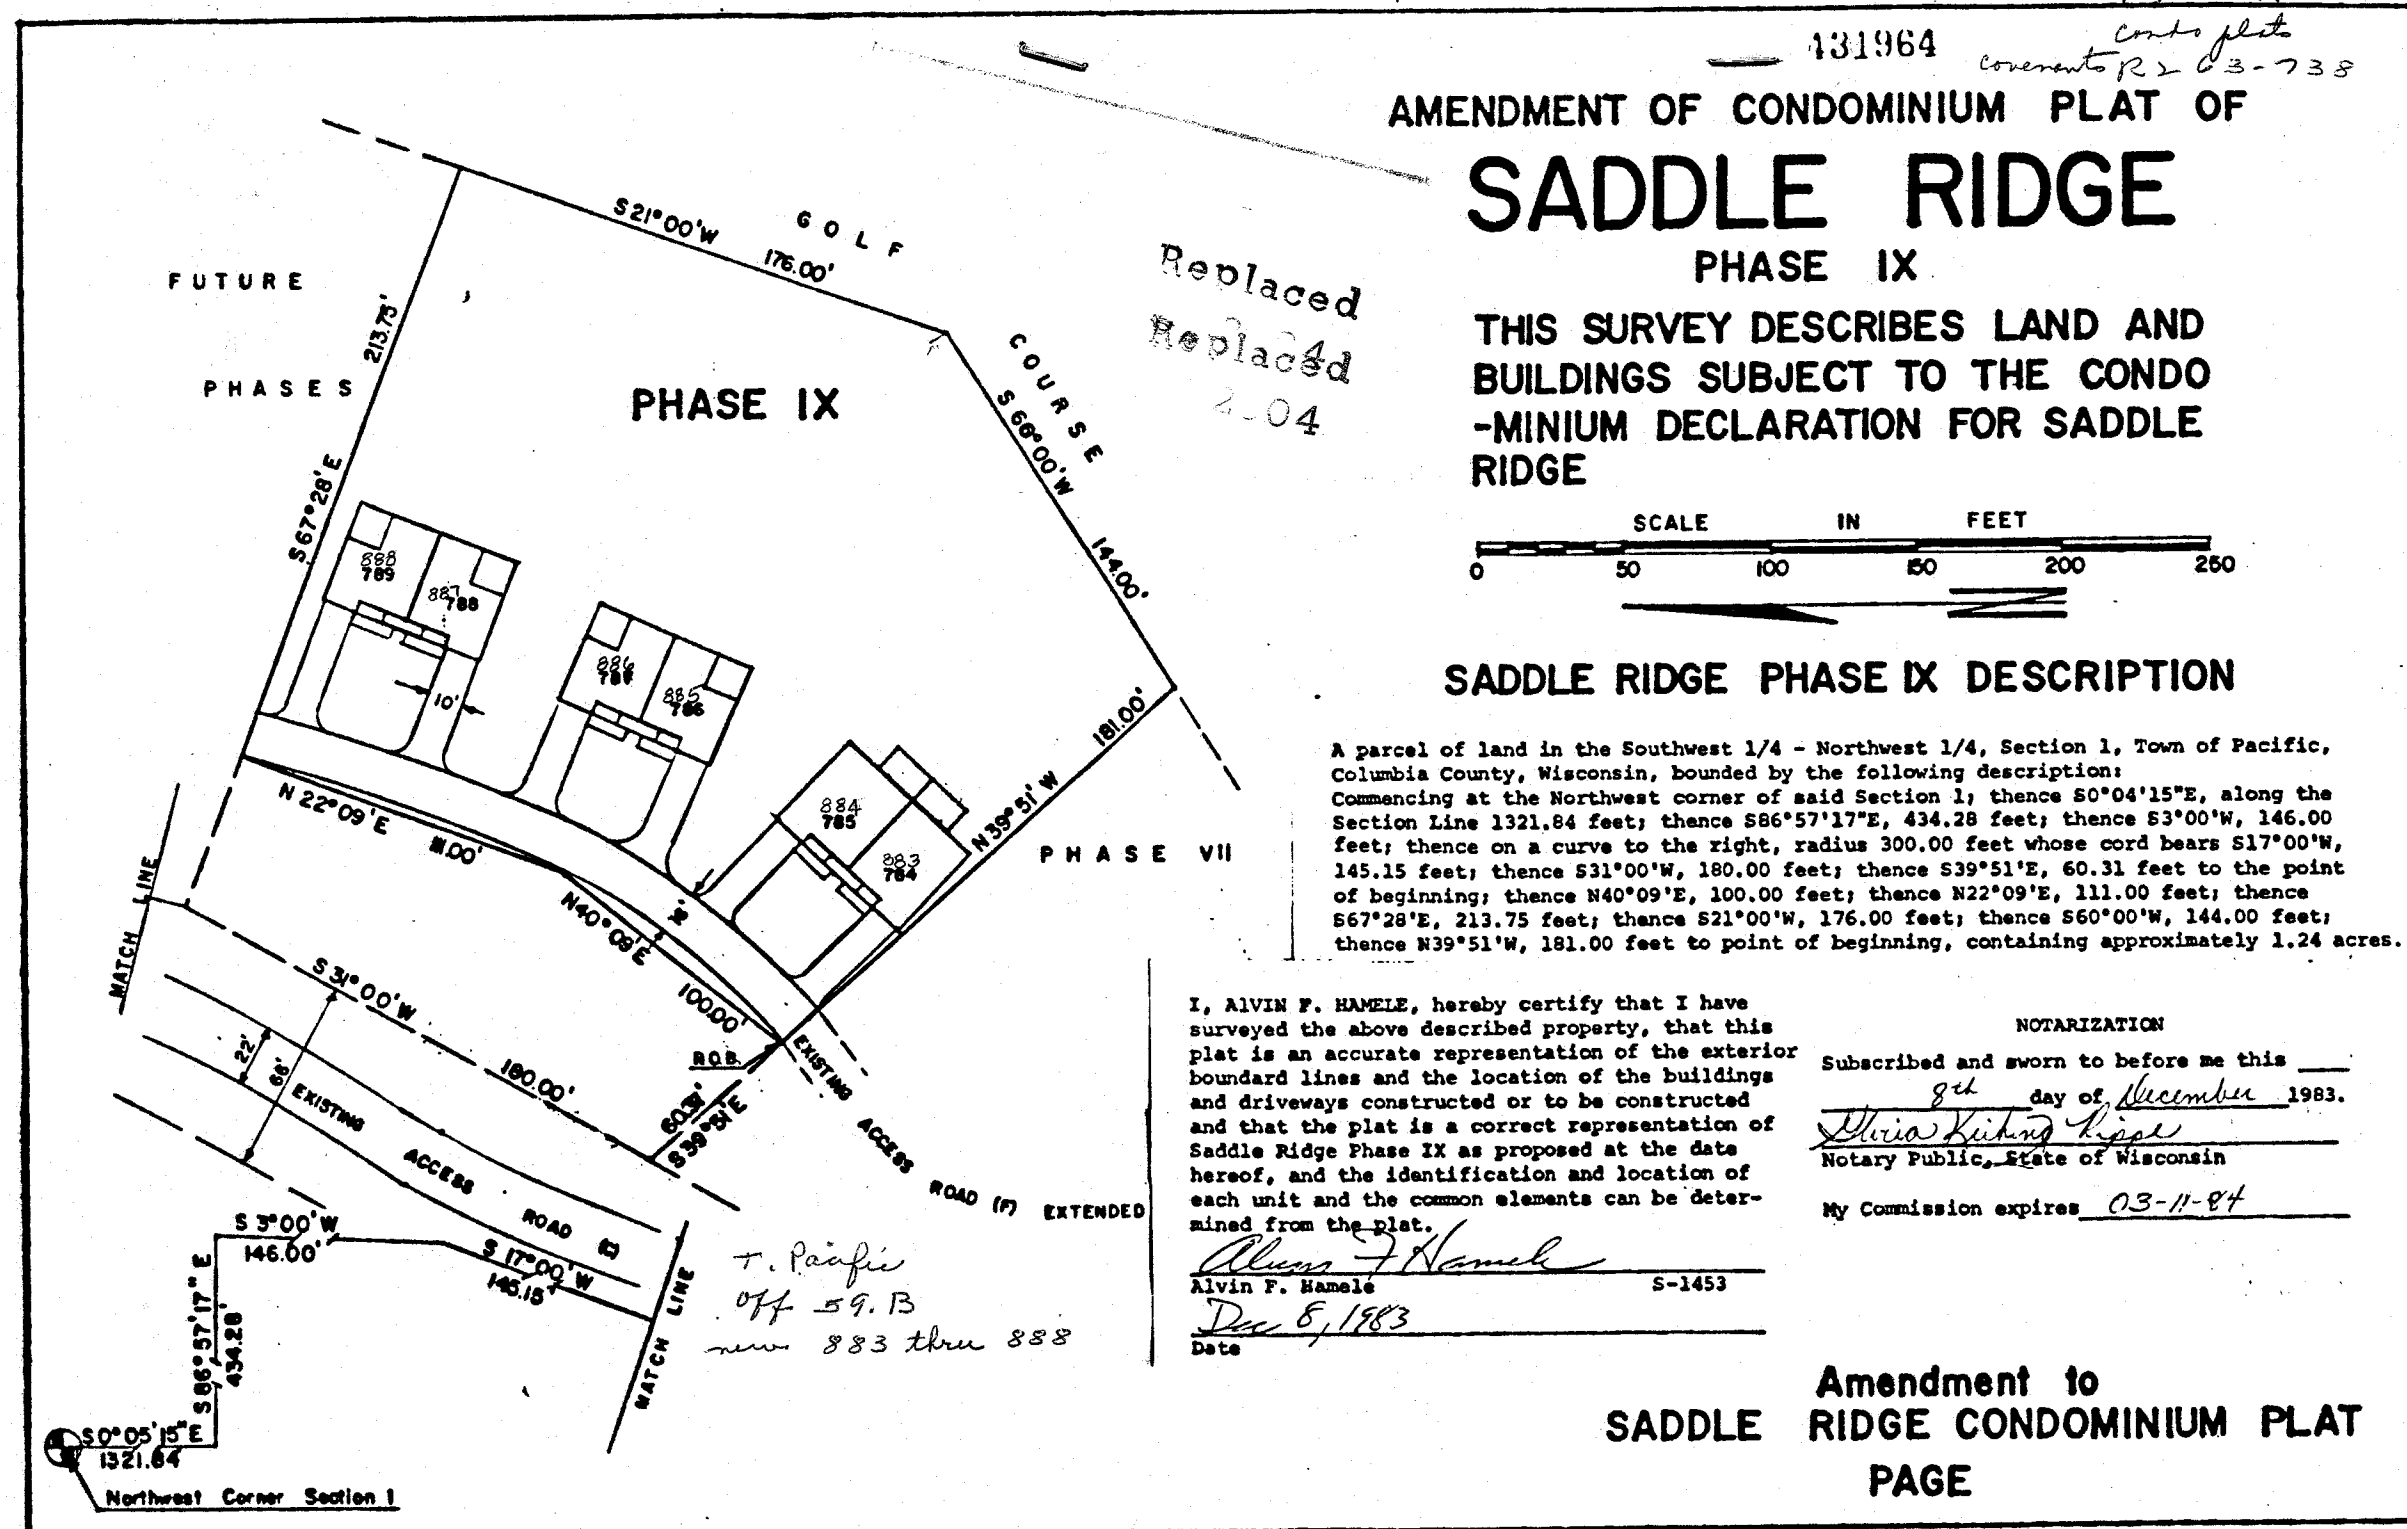 431964
condo plats
covenants R263-738
AMENDMENT OF CONDOMINIUM PLAT OF
SADDLE RIDGE
PHASE IX
THIS SURVEY DESCRIBES LAND AND
BUILDINGS SUBJECT TO THE CONDO
-MINIUM DECLARATION FOR SADDLE
RIDGE
SCALE IN FEET
0 50 100 150 200 250
SADDLE RIDGE PHASE IX DESCRIPTION
A parcel of land in the Southwest 1/4 - Northwest 1/4, Section 1, Town of Pacific,
Columbia County, Wisconsin, bounded by the following description:
Commencing at the Northwest corner of said Section 1; thence S0°04'15"E, along the
Section Line 1321.84 feet; thence S86°57'17"E, 434.28 feet; thence S3°00'W, 146.00
feet; thence on a curve to the right, radius 300.00 feet whose cord bears S17°00'W,
145.15 feet; thence S31°00'W, 180.00 feet; thence S39°51'E, 60.31 feet to the point
of beginning; thence N40°09'E, 100.00 feet; thence N22°09'E, 111.00 feet; thence
S67°28'E, 213.75 feet; thance S21°00'W, 176.00 feet; thence S60°00'W, 144.00 feet;
thence N39°51'W, 181.00 feet to point of beginning, containing approximately 1.24 acres.
I, AlVIN F. HAMELE, hereby certify that I have
surveyed the above described property, that this
plat is an accurate representation of the exterior
boundard lines and the location of the buildings
and driveways constructed or to be constructed
and that the plat is a correct representation of
Saddle Ridge Phase IX as proposed at the date
hereof, and the identification and location of
each unit and the common elements can be deter-
mined from the plat.
Alvin F Hamele
Alvin F. Hamele S-1453
Dec 8, 1983
Date
NOTARIZATION
Subscribed and sworn to before me this
8th day of December 1983.
Notary Public, State of Wisconsin
My Commission expires 03-11-84
Amendment to
SADDLE RIDGE CONDOMINIUM PLAT
PAGE
Replaced
Replaced
2-04
GOLF
COURSE
S21°00'W
176.00'
FUTURE
PHASES
213.75'
S67°28'E
PHASE IX
S60°00'W
144.00'
888
789
887
788
10'
886
787
885
786
884
785
883
784
181.00'
N39°51'W
PHASE VII
N22°09'E
111.00'
N40°09'E
100.00'
18'
MATCH LINE
S31°00'W
180.00'
22'
66'
EXISTING ACCESS ROAD (C)
P.O.B.
60.31'
S39°51'E
EXISTING ACCESS ROAD (F) EXTENDED
S3°00'W
146.00'
S17°00'W
145.15'
S86°57'17"E
434.28'
MATCH LINE
T. Pacific
Off 59.B
new 883 thru 888
S0°05'15"E
1321.84
Northwest Corner Section 1